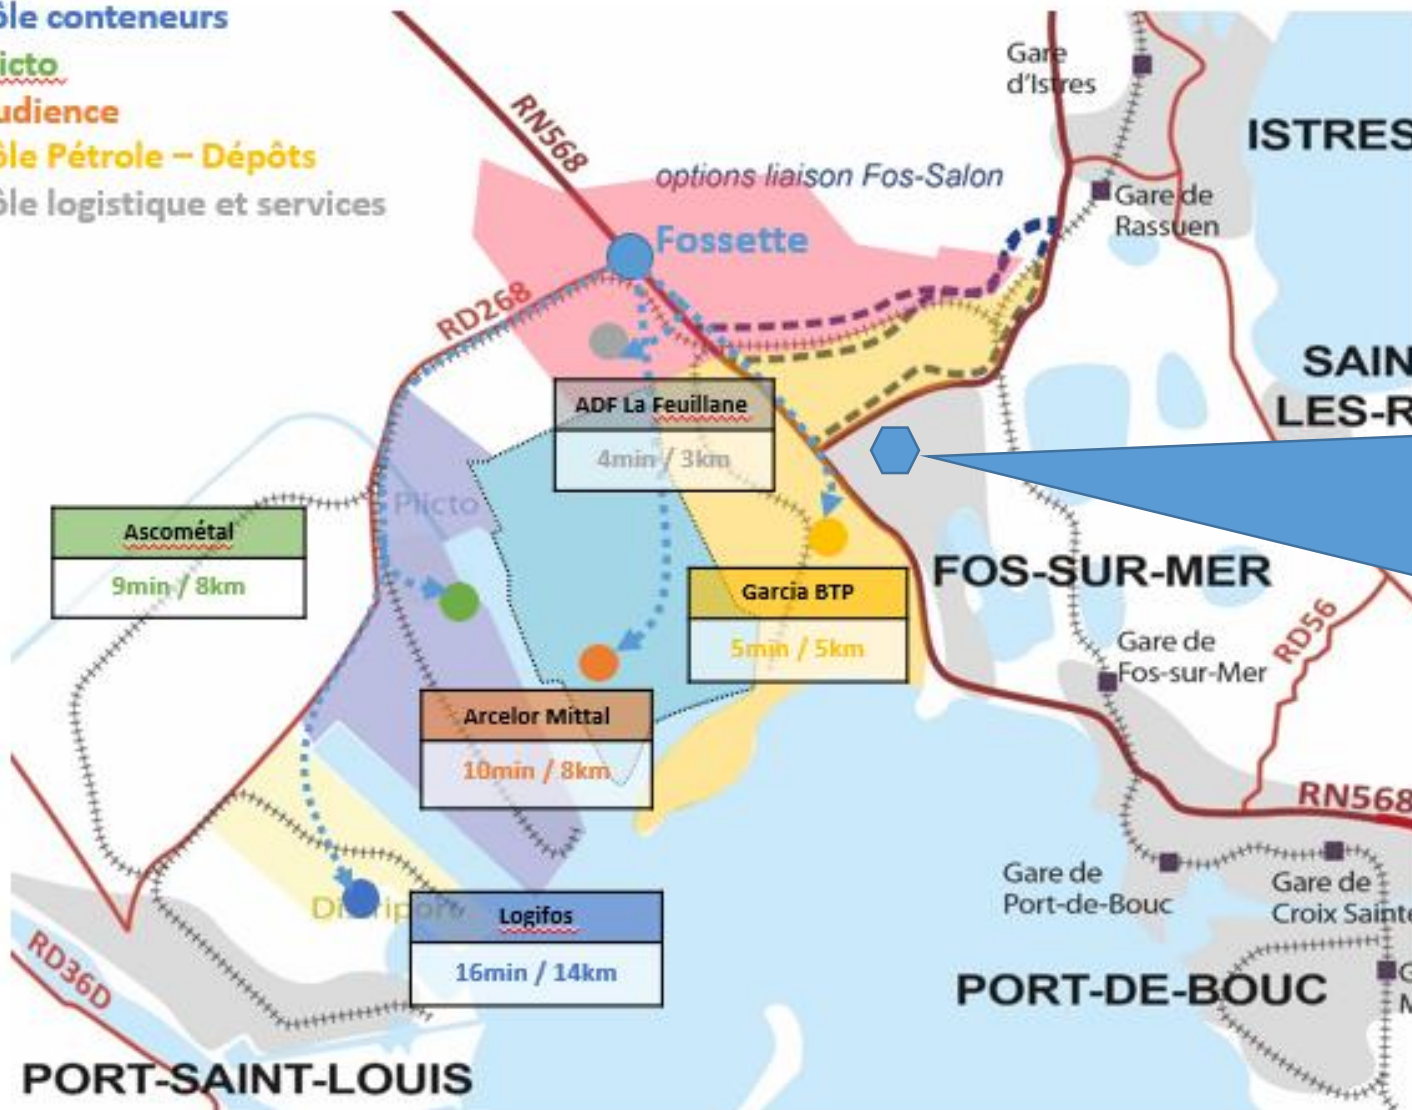 ôle conteneurs
icto
udience
ôle Pétrole – Dépôts
ôle logistique et services
Gare
d'Istres
ISTRES
RN568
options liaison Fos-Salon
Gare de
Rassuen
Fossette
RD268
SAIN
LES-R
ADF La Feuillane
4min / 3km
Plicto
Ascométal
9min / 8km
FOS-SUR-MER
Garcia BTP
5min / 5km
RD56
Gare de
Fos-sur-Mer
Arcelor Mittal
10min / 8km
RN568
Gare de
Port-de-Bouc
Gare de
Croix Sainte
Distriport
Logifos
16min / 14km
RD36D
PORT-DE-BOUC
G
M
PORT-SAINT-LOUIS